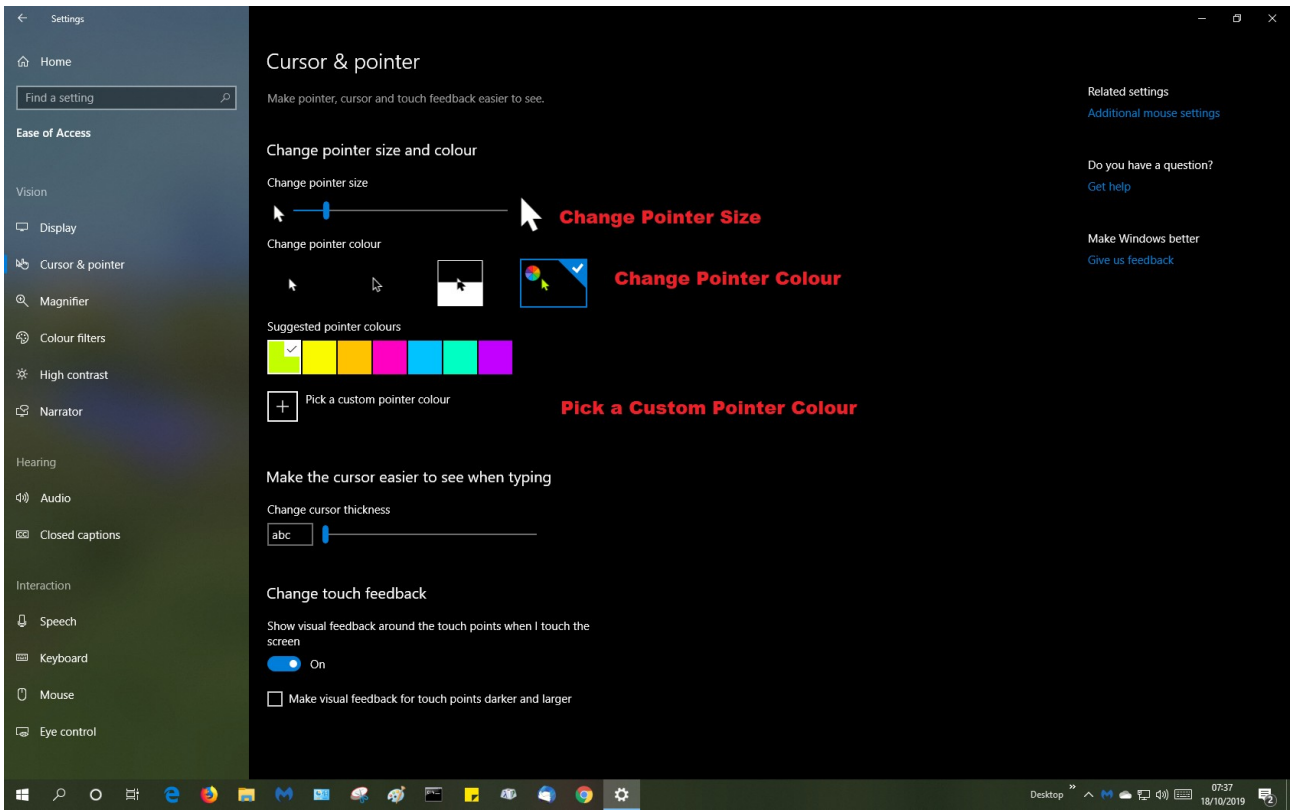 Settings
Home
Find a setting
Ease of Access
Vision
Display
Cursor & pointer
Magnifier
Colour filters
High contrast
Narrator
Hearing
Audio
Closed captions
Interaction
Speech
Keyboard
Mouse
Eye control
Cursor & pointer
Make pointer, cursor and touch feedback easier to see.
Change pointer size and colour
Change pointer size
Change Pointer Size
Change pointer colour
Change Pointer Colour
Suggested pointer colours
Pick a custom pointer colour
Pick a Custom Pointer Colour
Make the cursor easier to see when typing
Change cursor thickness
abc
Change touch feedback
Show visual feedback around the touch points when I touch the
screen
On
Make visual feedback for touch points darker and larger
Related settings
Additional mouse settings
Do you have a question?
Get help
Make Windows better
Give us feedback
Desktop
07:37
18/10/2019
2